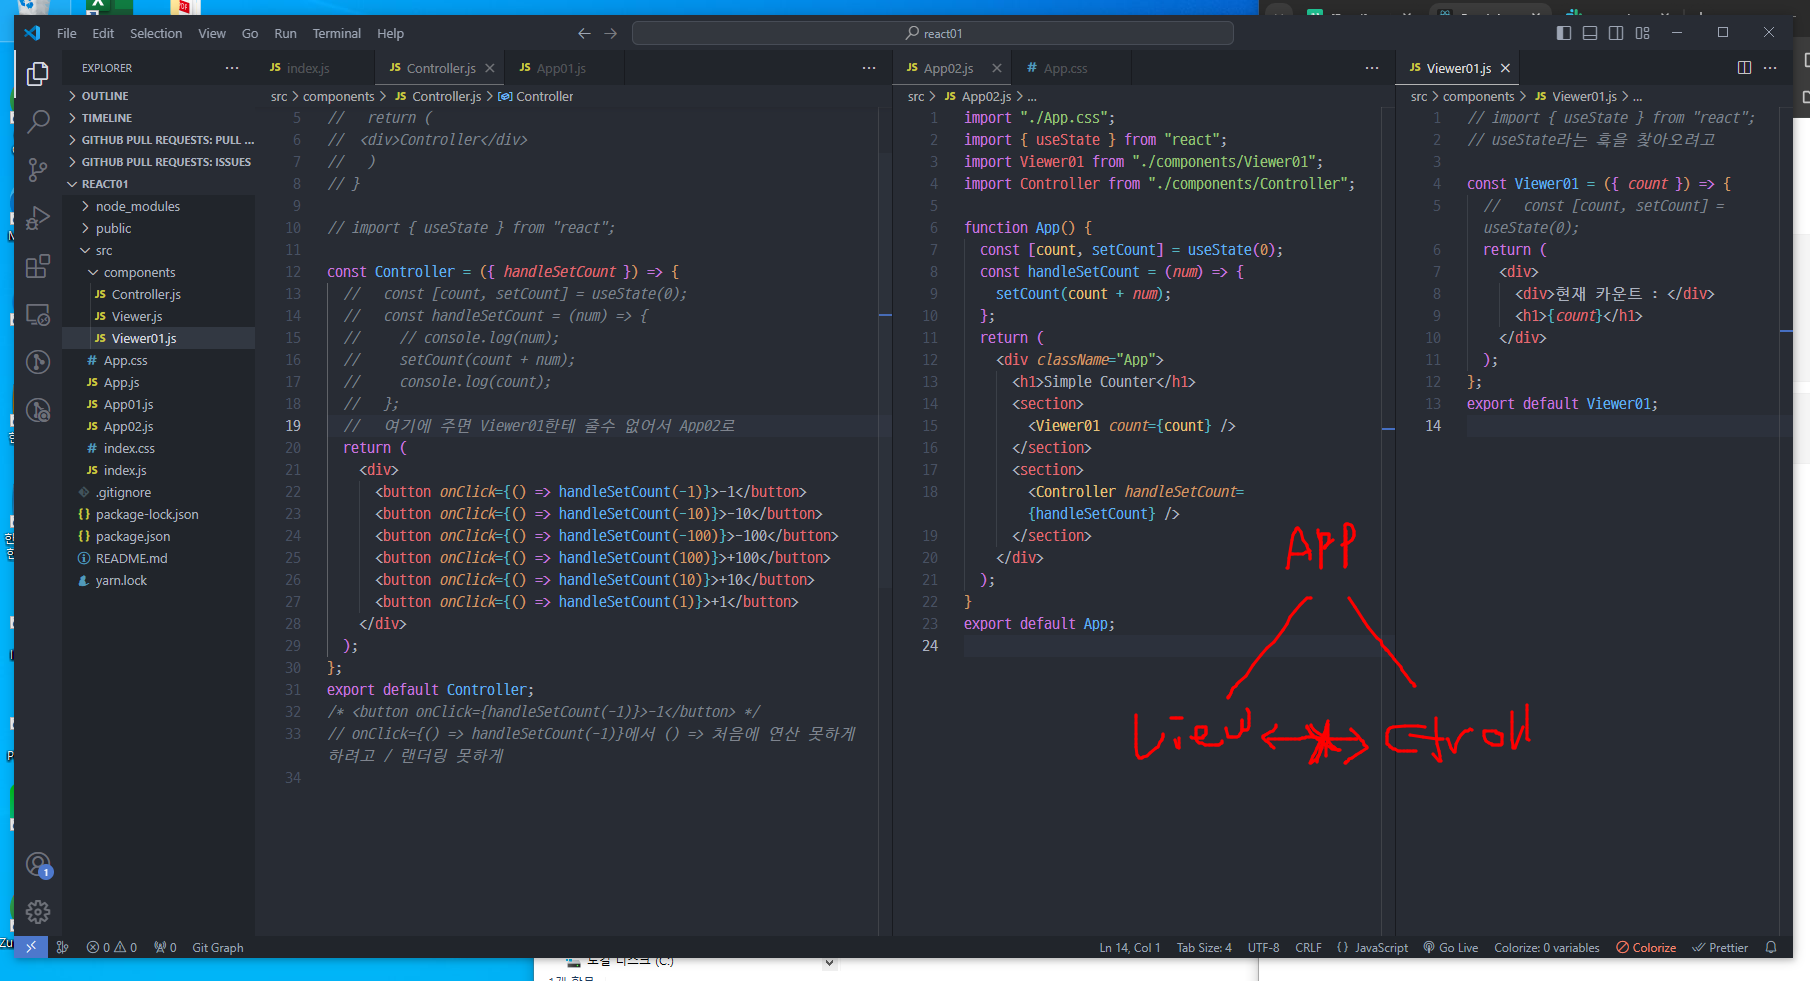 File Edit Selection View Go Run Terminal Help
react01
EXPLORER
OUTLINE
TIMELINE
GITHUB PULL REQUESTS: PULL ...
GITHUB PULL REQUESTS: ISSUES
REACT01
node_modules
public
src
components
JS Controller.js
JS Viewer.js
JS Viewer01.js
# App.css
JS App.js
JS App01.js
JS App02.js
# index.css
JS index.js
.gitignore
{} package-lock.json
{} package.json
README.md
yarn.lock
JS index.js JS Controller.js JS App01.js
src > components > JS Controller.js > Controller
5 //   return (
6 //  <div>Controller</div>
7 //   )
8 // }
9
10 // import { useState } from "react";
11
12 const Controller = ({ handleSetCount }) => {
13 //   const [count, setCount] = useState(0);
14 //   const handleSetCount = (num) => {
15 //     // console.log(num);
16 //     setCount(count + num);
17 //     console.log(count);
18 //   };
19 //   여기에 주면 Viewer01한테 줄수 없어서 App02로
20 return (
21 <div>
22 <button onClick={() => handleSetCount(-1)}>-1</button>
23 <button onClick={() => handleSetCount(-10)}>-10</button>
24 <button onClick={() => handleSetCount(-100)}>-100</button>
25 <button onClick={() => handleSetCount(100)}>+100</button>
26 <button onClick={() => handleSetCount(10)}>+10</button>
27 <button onClick={() => handleSetCount(1)}>+1</button>
28 </div>
29 );
30 };
31 export default Controller;
32 /* <button onClick={handleSetCount(-1)}>-1</button> */
33 // onClick={() => handleSetCount(-1)}에서 () => 처음에 연산 못하게
하려고 / 랜더링 못하게
34
JS App02.js # App.css
src > JS App02.js > ...
1 import "./App.css";
2 import { useState } from "react";
3 import Viewer01 from "./components/Viewer01";
4 import Controller from "./components/Controller";
5
6 function App() {
7 const [count, setCount] = useState(0);
8 const handleSetCount = (num) => {
9 setCount(count + num);
10 };
11 return (
12 <div className="App">
13 <h1>Simple Counter</h1>
14 <section>
15 <Viewer01 count={count} />
16 </section>
17 <section>
18 <Controller handleSetCount=
{handleSetCount} />
19 </section>
20 </div>
21 );
22 }
23 export default App;
24
App
View
JS Viewer01.js
src > components > JS Viewer01.js > ...
1 // import { useState } from "react";
2 // useState라는 훅을 찾아오려고
3
4 const Viewer01 = ({ count }) => {
5 //   const [count, setCount] =
useState(0);
6 return (
7 <div>
8 <div>현재 카운트 : </div>
9 <h1>{count}</h1>
10 </div>
11 );
12 };
13 export default Viewer01;
14
1
0 0 0 Git Graph
Ln 14, Col 1 Tab Size: 4 UTF-8 CRLF {} JavaScript Go Live Colorize: 0 variables Colorize Prettier
로컬 디스크 (C:)